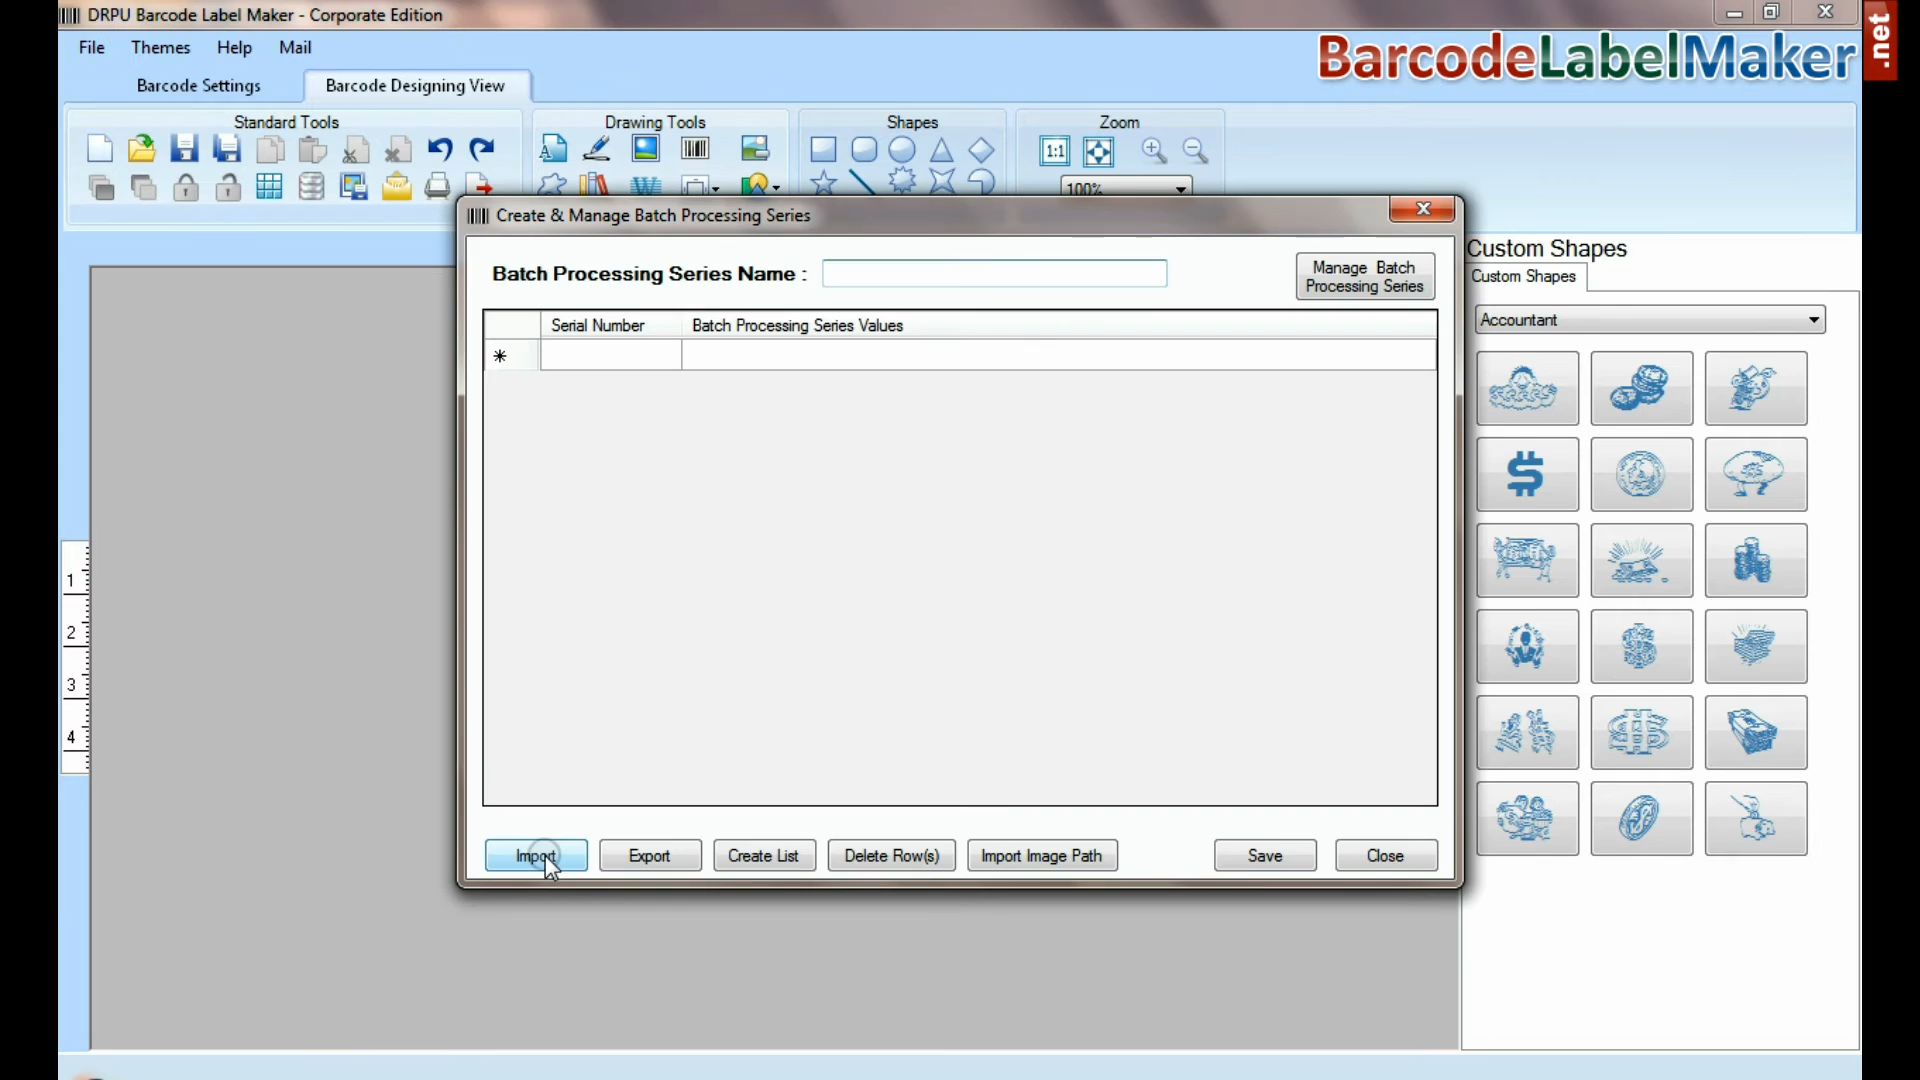 DRPU Barcode Label Maker - Corporate Edition
File Themes Help Mail
BarcodeLabelMaker.net
Barcode Settings Barcode Designing View
Standard Tools Drawing Tools Shapes Zoom
1:1
100%
Create & Manage Batch Processing Series
Batch Processing Series Name :
Manage Batch
Processing Series
Serial Number Batch Processing Series Values
Custom Shapes
Custom Shapes
Accountant
1
2
3
4
Import Export Create List Delete Row(s) Import Image Path Save Close